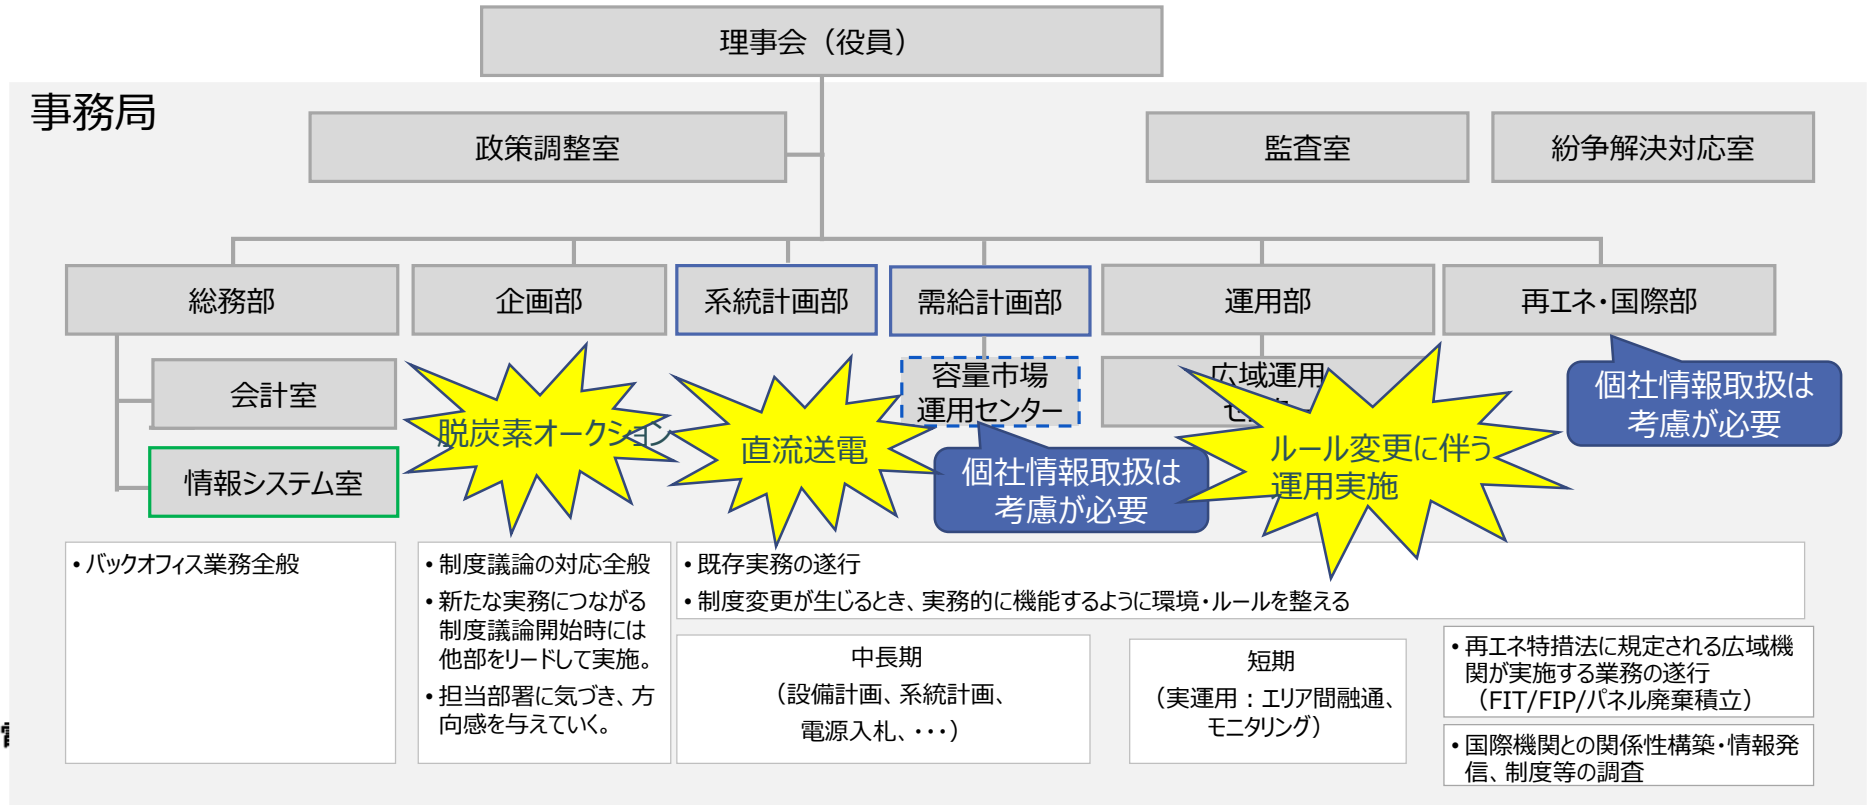 理事会（役員）
事務局
政策調整室
監査室
紛争解決対応室
総務部
企画部
系統計画部
需給計画部
運用部
再エネ・国際部
会計室
情報システム室
脱炭素オークション
直流送電
容量市場
運用センター
個社情報取扱は
考慮が必要
広域運用
ルール変更に伴う
運用実施
個社情報取扱は
考慮が必要
• バックオフィス業務全般
• 制度議論の対応全般
• 新たな実務につながる
制度議論開始時には
他部をリードして実施。
• 担当部署に気づき、方
向感を与えていく。
• 既存実務の遂行
• 制度変更が生じるとき、実務的に機能するように環境・ルールを整える
中長期
（設備計画、系統計画、
電源入札、・・・）
短期
（実運用：エリア間融通、
モニタリング）
• 再エネ特措法に規定される広域機
関が実施する業務の遂行
（FIT/FIP/パネル廃棄積立）
• 国際機関との関係性構築・情報発
信、制度等の調査